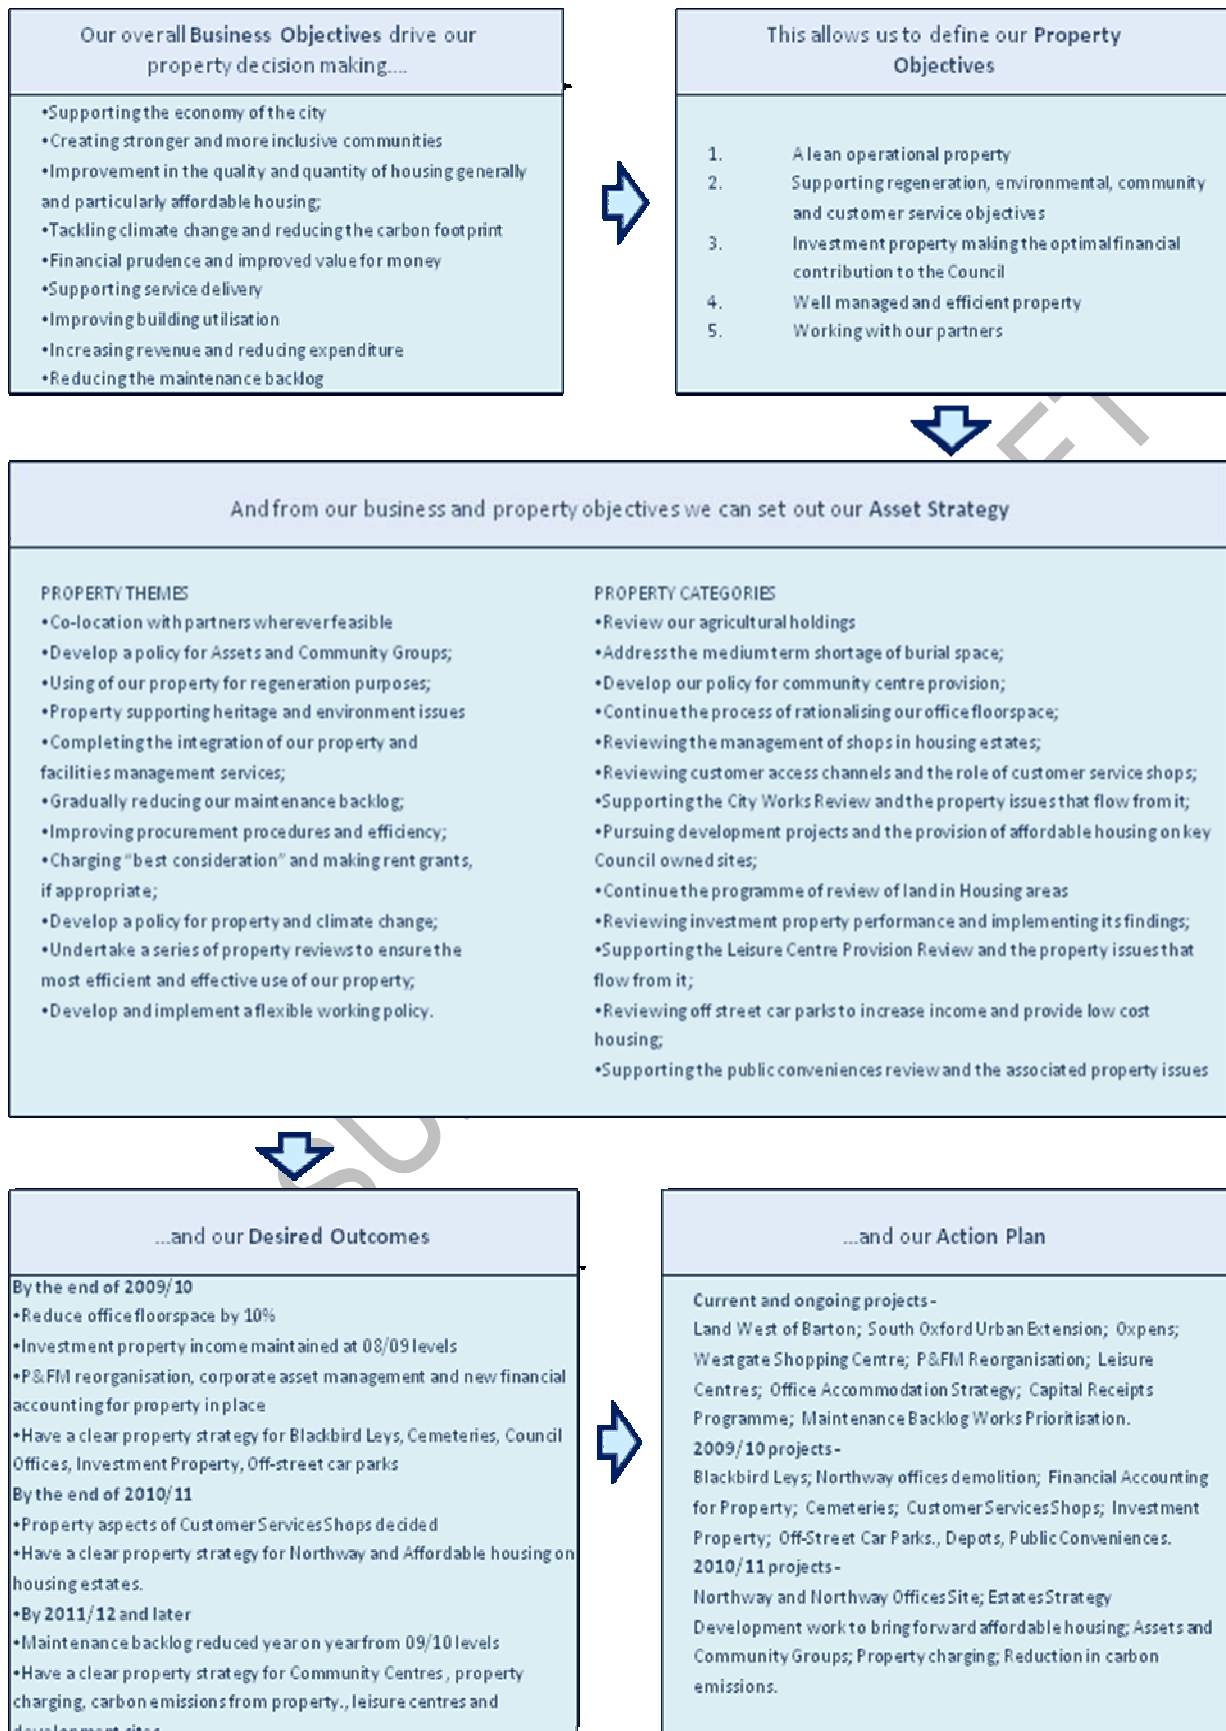 Our overall Business Objectives drive our
property decision making....
•Supporting the economy of the city
•Creating stronger and more inclusive communities
•Improvement in the quality and quantity of housing generally
and particularly affordable housing;
•Tackling climate change and reducing the carbon footprint
•Financial prudence and improved value for money
•Supporting service delivery
•Improving building utilisation
•Increasing revenue and reducing expenditure
•Reducing the maintenance backlog
This allows us to define our Property
Objectives
1. A lean operational property
2. Supporting regeneration, environmental, community
and customer service objectives
3. Investment property making the optimal financial
contribution to the Council
4. Well managed and efficient property
5. Working with our partners
And from our business and property objectives we can set out our Asset Strategy
PROPERTY THEMES
•Co-location with partners wherever feasible
•Develop a policy for Assets and Community Groups;
•Using of our property for regeneration purposes;
•Property supporting heritage and environment issues
•Completing the integration of our property and
facilities management services;
•Gradually reducing our maintenance backlog;
•Improving procurement procedures and efficiency;
•Charging "best consideration" and making rent grants,
if appropriate;
•Develop a policy for property and climate change;
•Undertake a series of property reviews to ensure the
most efficient and effective use of our property;
•Develop and implement a flexible working policy.
PROPERTY CATEGORIES
•Review our agricultural holdings
•Address the medium term shortage of burial space;
•Develop our policy for community centre provision;
•Continue the process of rationalising our office floorspace;
•Reviewing the management of shops in housing estates;
•Reviewing customer access channels and the role of customer service shops;
•Supporting the City Works Review and the property issues that flow from it;
•Pursuing development projects and the provision of affordable housing on key
Council owned sites;
•Continue the programme of review of land in Housing areas
•Reviewing investment property performance and implementing its findings;
•Supporting the Leisure Centre Provision Review and the property issues that
flow from it;
•Reviewing off street car parks to increase income and provide low cost
housing;
•Supporting the public conveniences review and the associated property issues
...and our Desired Outcomes
By the end of 2009/10
•Reduce office floorspace by 10%
•Investment property income maintained at 08/09 levels
•P&FM reorganisation, corporate asset management and new financial
accounting for property in place
•Have a clear property strategy for Blackbird Leys, Cemeteries, Council
Offices, Investment Property, Off-street car parks
By the end of 2010/11
•Property aspects of Customer Services Shops decided
•Have a clear property strategy for Northway and Affordable housing on
housing estates.
•By 2011/12 and later
•Maintenance backlog reduced year on year from 09/10 levels
•Have a clear property strategy for Community Centres , property
charging, carbon emissions from property., leisure centres and
development sites
...and our Action Plan
Current and ongoing projects -
Land West of Barton; South Oxford Urban Extension; Oxpens;
Westgate Shopping Centre; P&FM Reorganisation; Leisure
Centres; Office Accommodation Strategy; Capital Receipts
Programme; Maintenance Backlog Works Prioritisation.
2009/10 projects -
Blackbird Leys; Northway offices demolition; Financial Accounting
for Property; Cemeteries; Customer Services Shops; Investment
Property; Off-Street Car Parks., Depots, Public Conveniences.
2010/11 projects -
Northway and Northway Offices Site; Estates Strategy
Development work to bring forward affordable housing; Assets and
Community Groups; Property charging; Reduction in carbon
emissions.